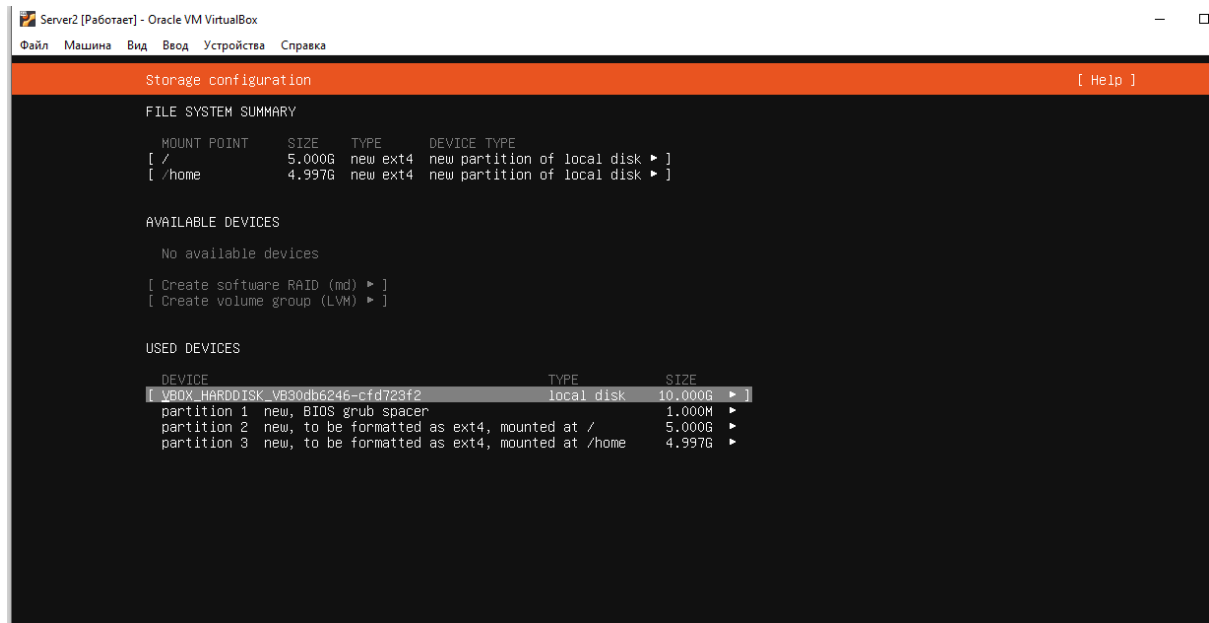 Server2 [Работает] - Oracle VM VirtualBox
Файл Машина Вид Ввод Устройства Справка
Storage configuration [ Help ]
FILE SYSTEM SUMMARY
MOUNT POINT SIZE TYPE DEVICE TYPE
[ / 5.000G new ext4 new partition of local disk ▸ ]
[ /home 4.997G new ext4 new partition of local disk ▸ ]
AVAILABLE DEVICES
No available devices
[ Create software RAID (md) ▸ ]
[ Create volume group (LVM) ▸ ]
USED DEVICES
DEVICE TYPE SIZE
[ VBOX_HARDDISK_VB30db6246-cfd723f2 local disk 10.000G ▸ ]
partition 1 new, BIOS grub spacer 1.000M ▸
partition 2 new, to be formatted as ext4, mounted at / 5.000G ▸
partition 3 new, to be formatted as ext4, mounted at /home 4.997G ▸